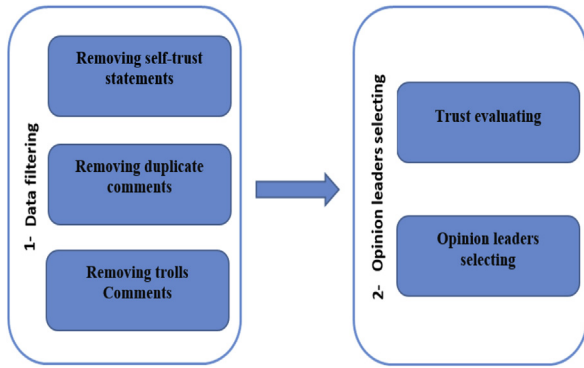 1- Data filtering
Removing self-trust
statements
Removing duplicate
comments
Removing trolls
Comments
2- Opinion leaders selecting
Trust evaluating
Opinion leaders
selecting